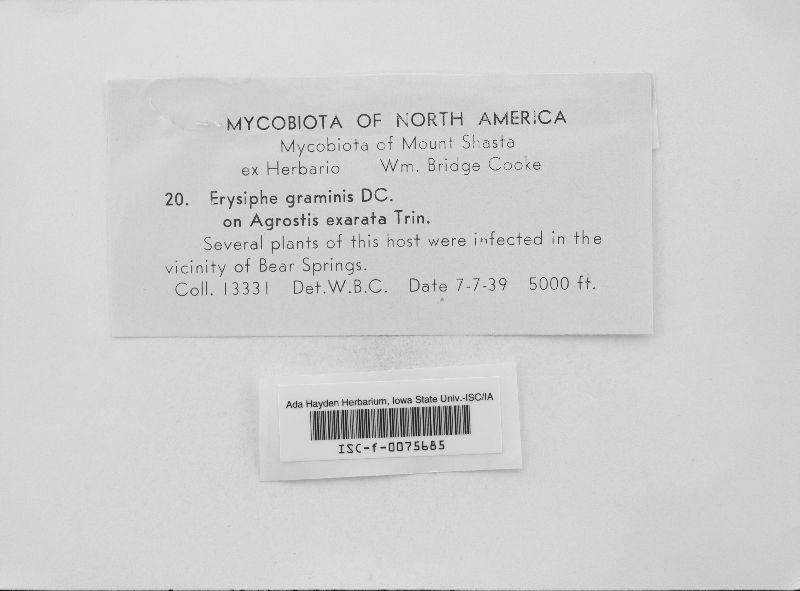 MYCOBIOTA OF NORTH AMERICA
Mycobiota of Mount Shasta
ex Herbario Wm. Bridge Cooke
20. Erysiphe graminis DC.
on Agrostis exarata Trin.
Several plants of this host were infected in the
vicinity of Bear Springs.
Coll. 13331 Det.W.B.C. Date 7-7-39 5000 ft.
Ada Hayden Herbarium, Iowa State Univ.-ISC/IA
ISC-f-0075685